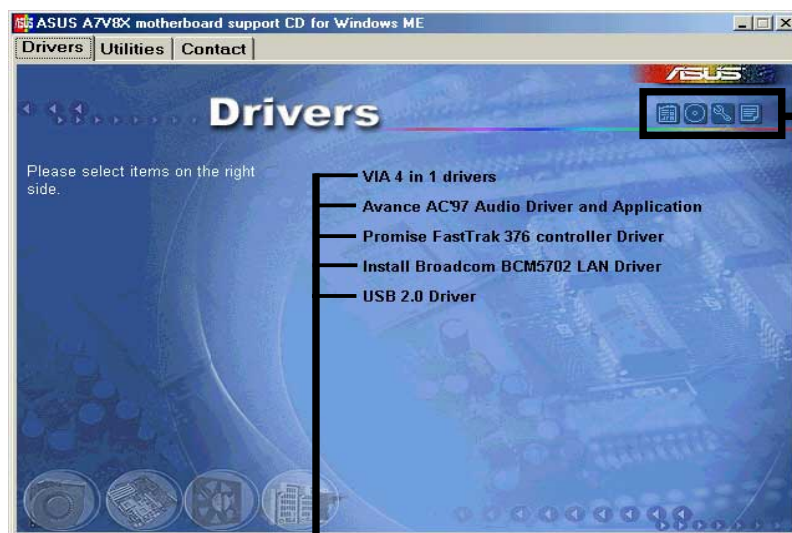 ASUS A7V8X motherboard support CD for Windows ME
Drivers Utilities Contact
ASUS
Drivers
Please select items on the right
side.
VIA 4 in 1 drivers
Avance AC'97 Audio Driver and Application
Promise FastTrak 376 controller Driver
Install Broadcom BCM5702 LAN Driver
USB 2.0 Driver